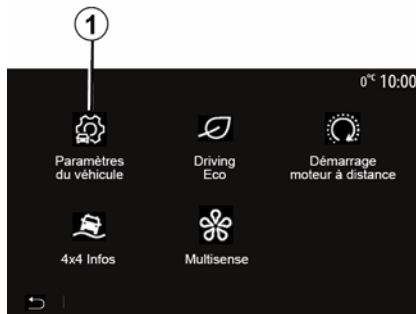 1
0°C 10:00
Paramètres
du véhicule
Driving
Eco
Démarrage
moteur à distance
4x4 Infos
Multisense